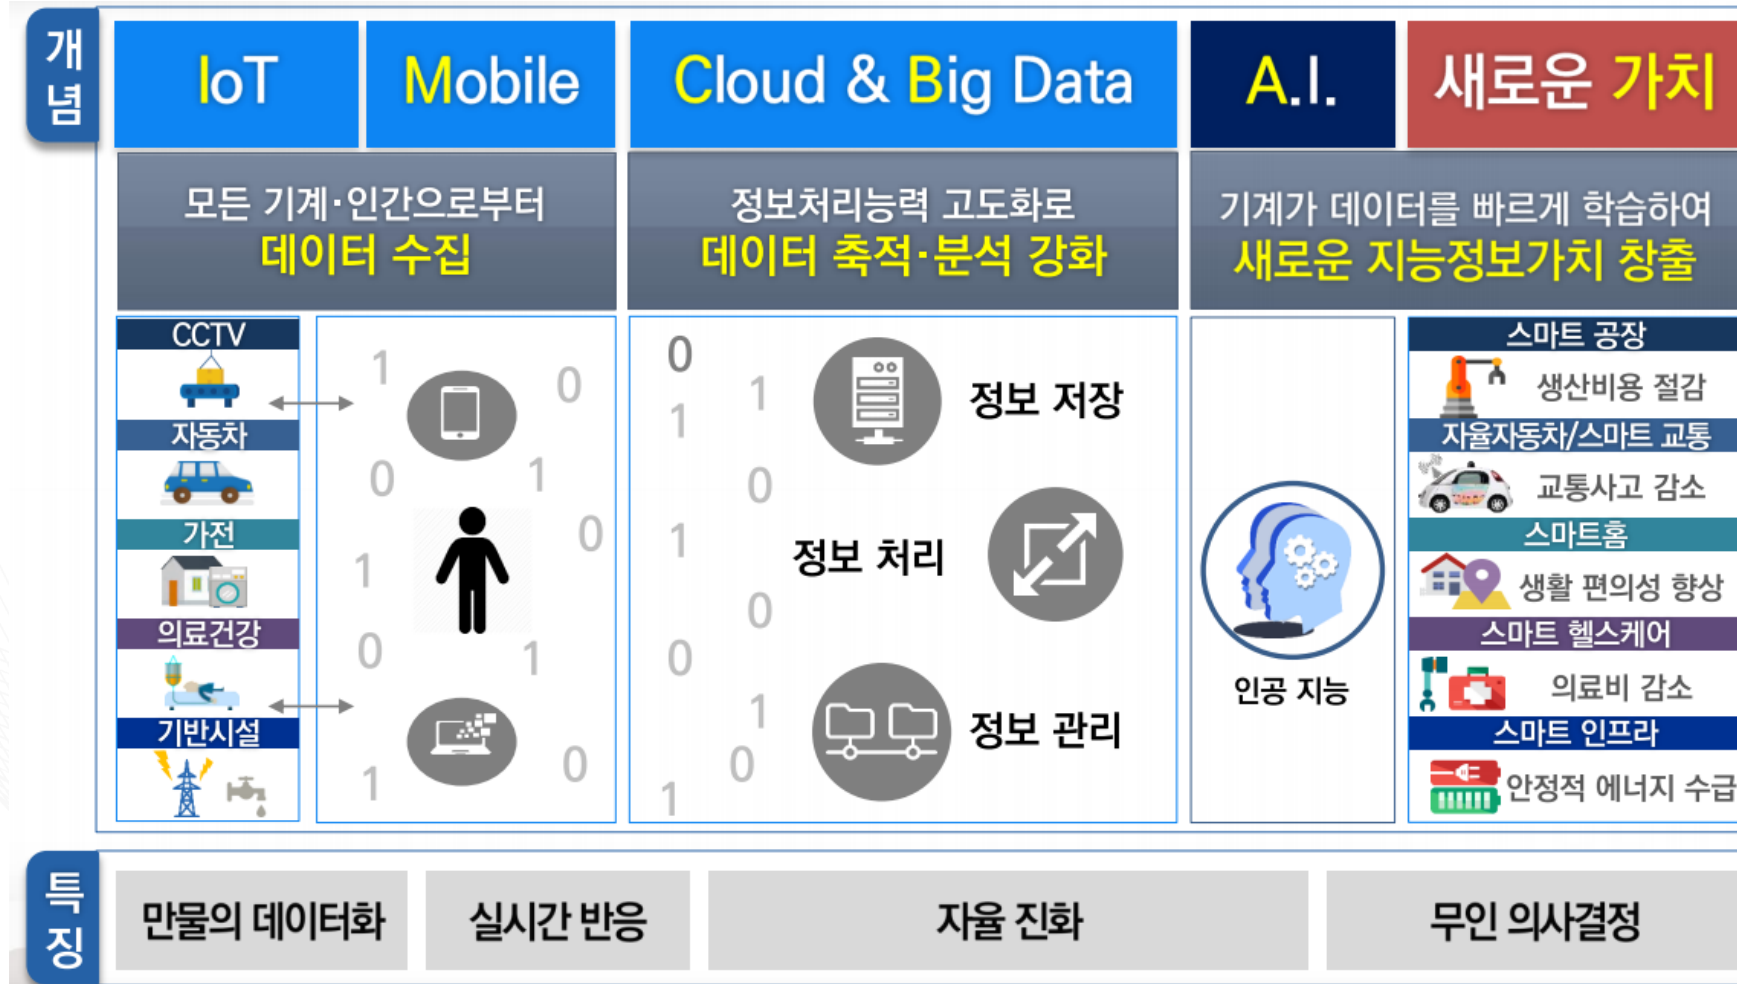 개념
IoT
Mobile
Cloud & Big Data
A.I.
새로운 가치
모든 기계·인간으로부터
데이터 수집
정보처리능력 고도화로
데이터 축적·분석 강화
기계가 데이터를 빠르게 학습하여
새로운 지능정보가치 창출
CCTV
자동차
가전
의료건강
기반시설
1
0
0
1
0
1
0
1
1
0
0
1
1
0
1
0
0
1
0
1
정보 저장
정보 처리
정보 관리
인공 지능
스마트 공장
생산비용 절감
자율자동차/스마트 교통
교통사고 감소
스마트홈
생활 편의성 향상
스마트 헬스케어
의료비 감소
스마트 인프라
안정적 에너지 수급
특징
만물의 데이터화
실시간 반응
자율 진화
무인 의사결정